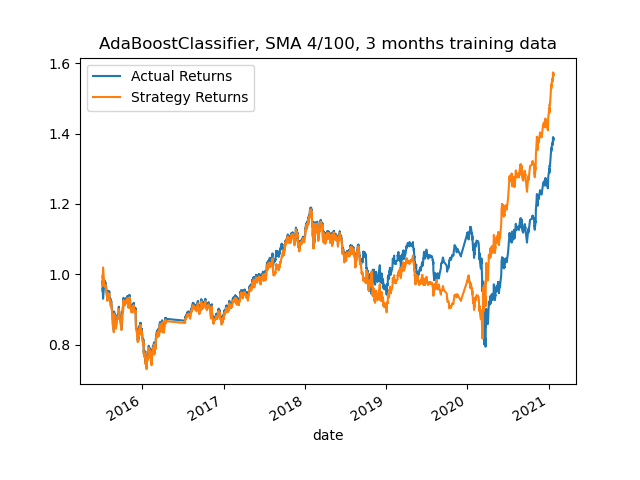 AdaBoostClassifier, SMA 4/100, 3 months training data
Actual Returns
Strategy Returns
1.6
1.4
1.2
1.0
0.8
2016
2017
2018
2019
2020
2021
date